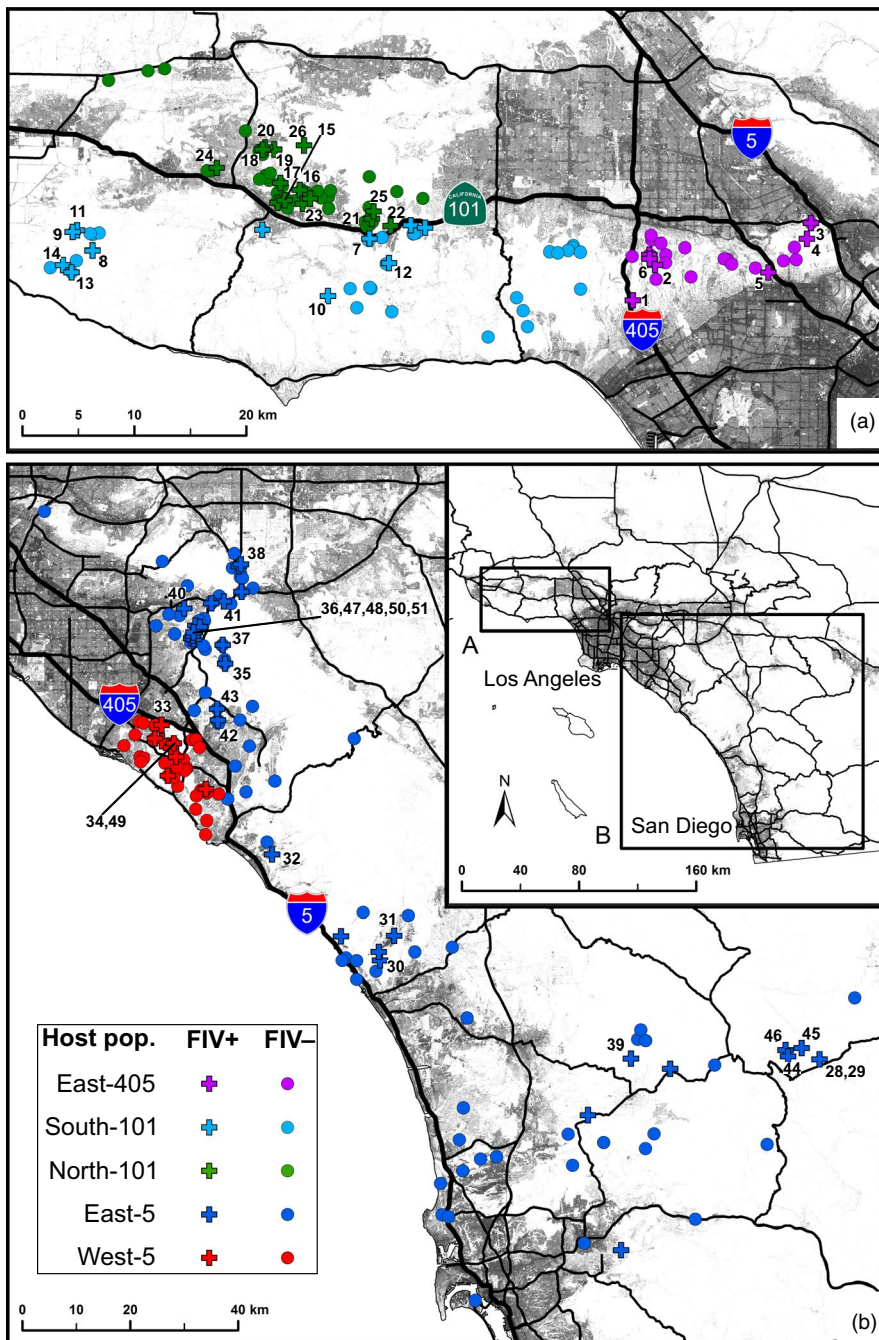 20
26
15
18
19
17
24
16
11
9
14
8
13
23
25
21
22
7
12
10
CALIFORNIA
101
5
3
4
6
2
5
1
405
0 5 10 20 km
(a)
38
40
41
36,47,48,50,51
37
35
43
42
405
33
34,49
32
5
31
30
A
Los Angeles
N
B
San Diego
0 40 80 160 km
39
46
45
44
28,29
Host pop. FIV+ FIV–
East-405
South-101
North-101
East-5
West-5
0 10 20 40 km
(b)